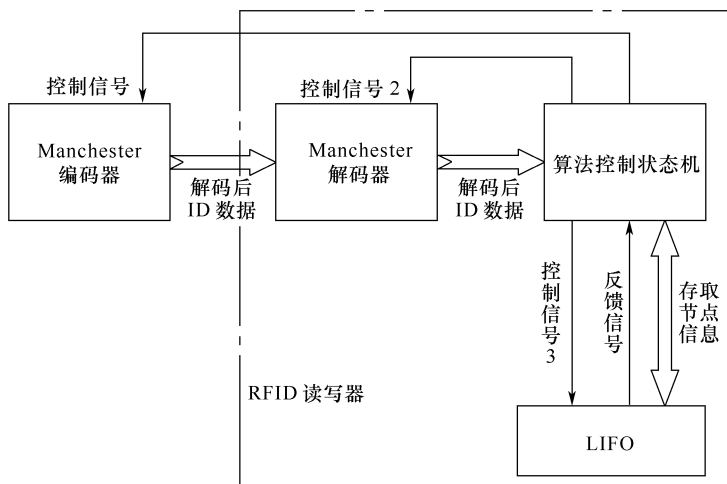 控制信号
控制信号 2
Manchester
编码器
Manchester
解码器
算法控制状态机
解码后
ID 数据
解码后
ID 数据
控制信号3
反馈信号
存取
节点
信息
RFID 读写器
LIFO